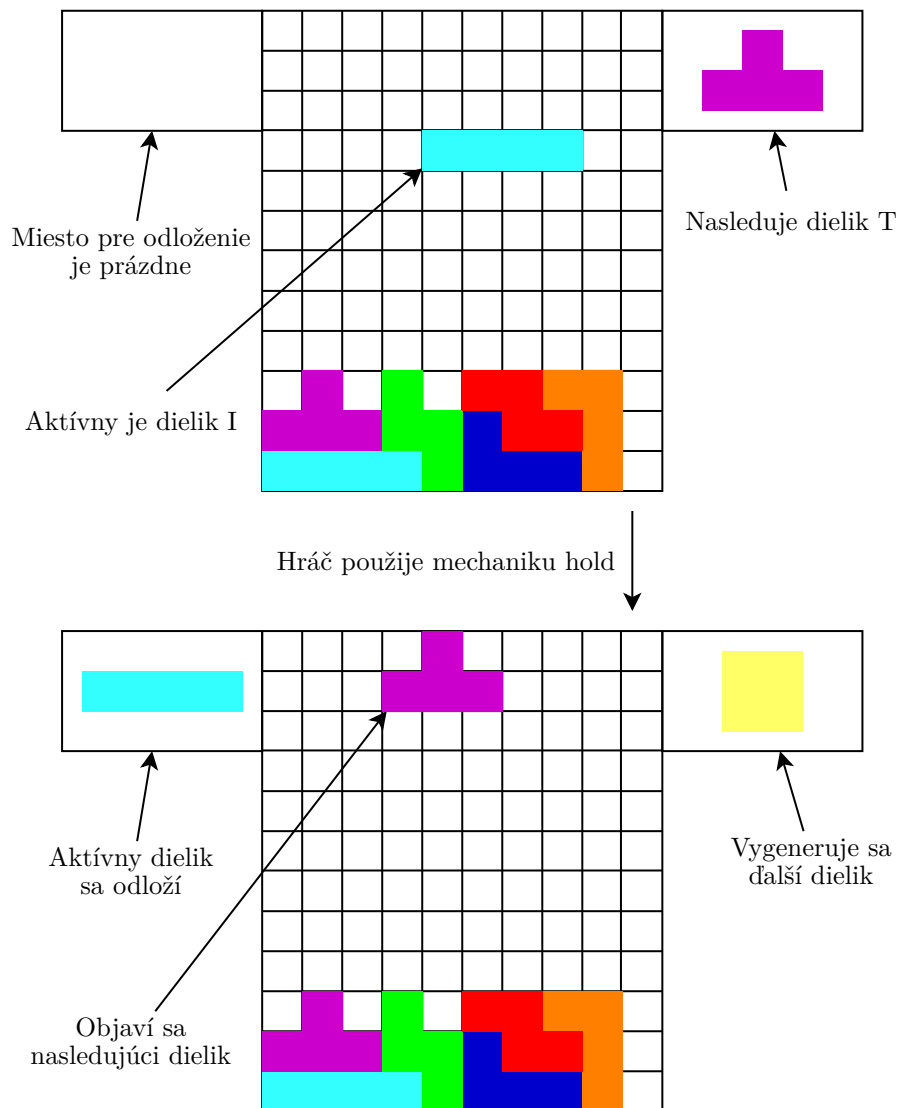 Miesto pre odloženie
je prázdne
Nasleduje dielik T
Aktívny je dielik I
Hráč použije mechaniku hold
Aktívny dielik
sa odloží
Vygeneruje sa
ďalší dielik
Objaví sa
nasledujúci dielik